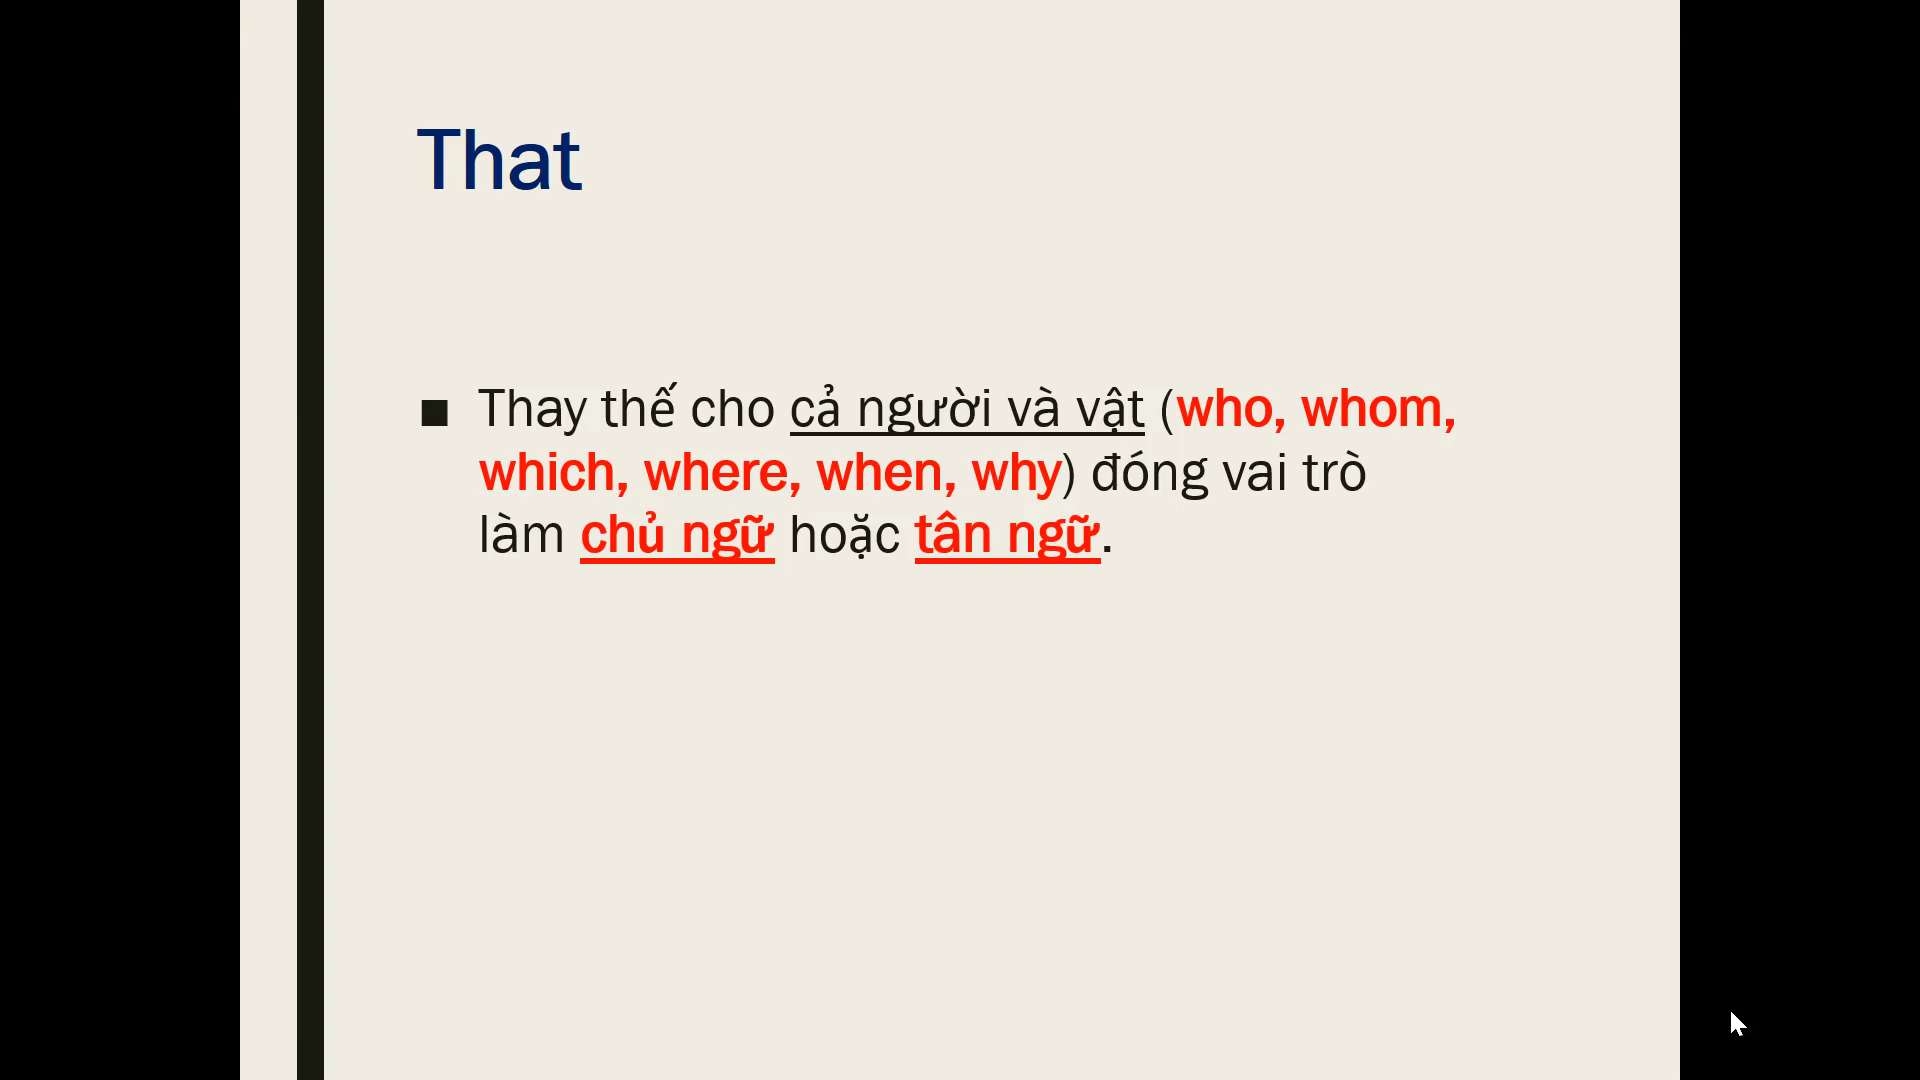 That
■ Thay thế cho cả người và vật (who, whom,
which, where, when, why) đóng vai trò
làm chủ ngữ hoặc tân ngữ.